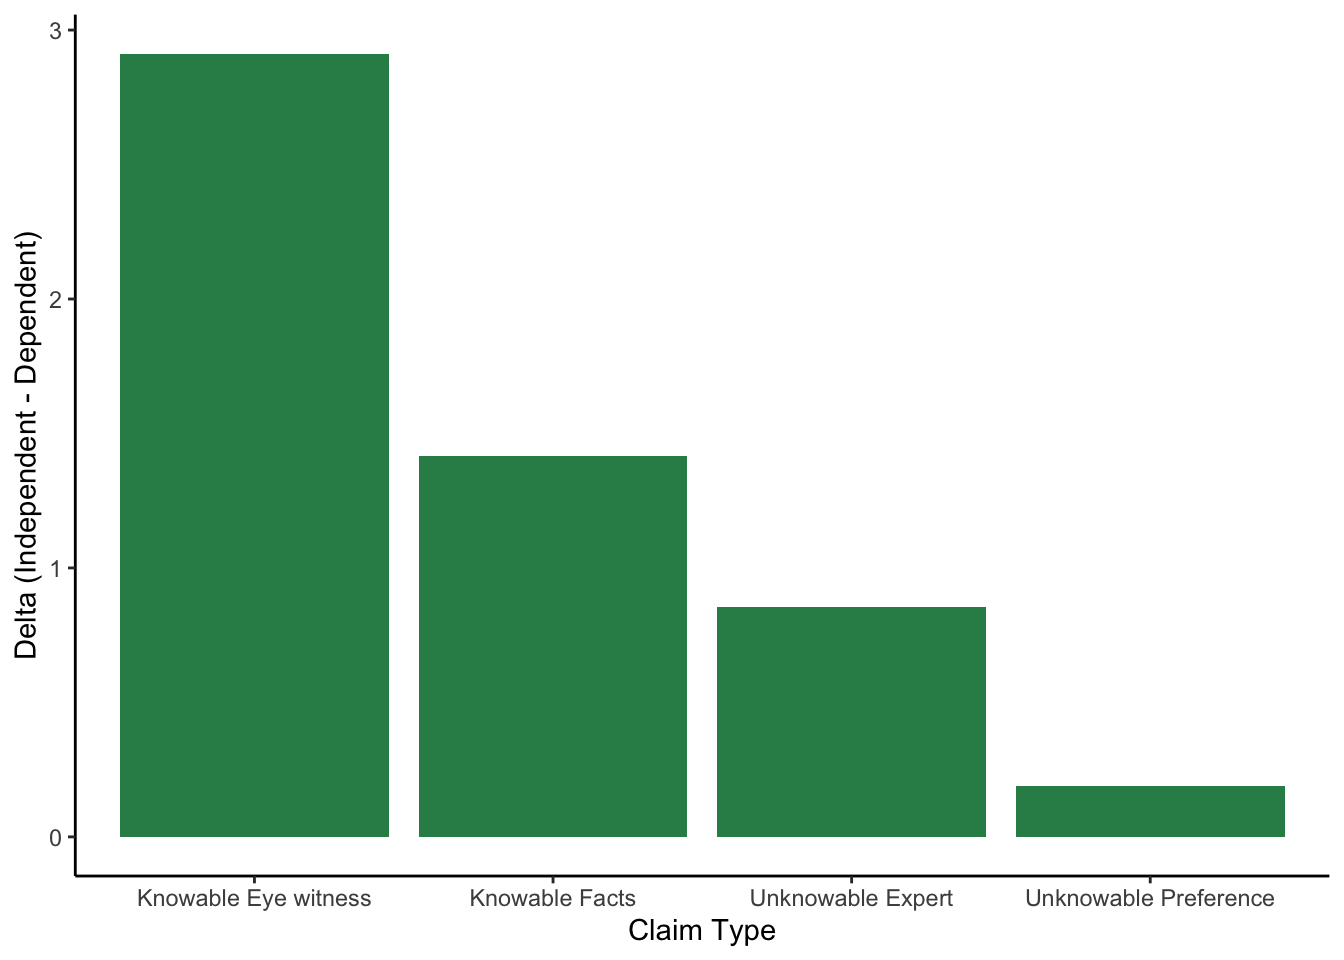 3
2
1
0
Delta (Independent - Dependent)
Knowable Eye witness
Knowable Facts
Unknowable Expert
Unknowable Preference
Claim Type